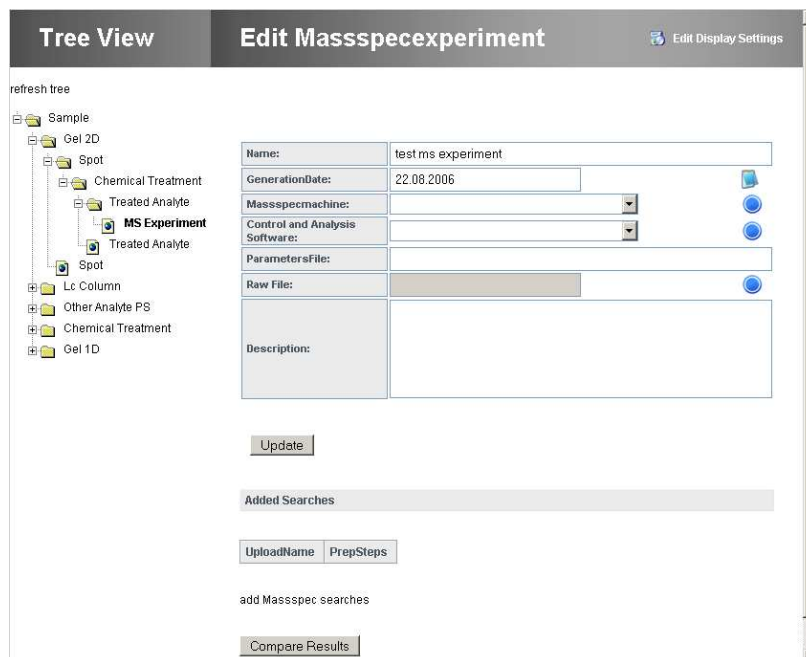 Tree View
Edit Massspecexperiment
Edit Display Settings
refresh tree
Sample
Gel 2D
Spot
Chemical Treatment
Treated Analyte
MS Experiment
Treated Analyte
Spot
Lc Column
Other Analyte PS
Chemical Treatment
Gel 1D
Name: test ms experiment
GenerationDate: 22.08.2006
Massspecmachine:
Control and Analysis
Software:
ParametersFile:
Raw File:
Description:
Update
Added Searches
UploadName PrepSteps
add Massspec searches
Compare Results